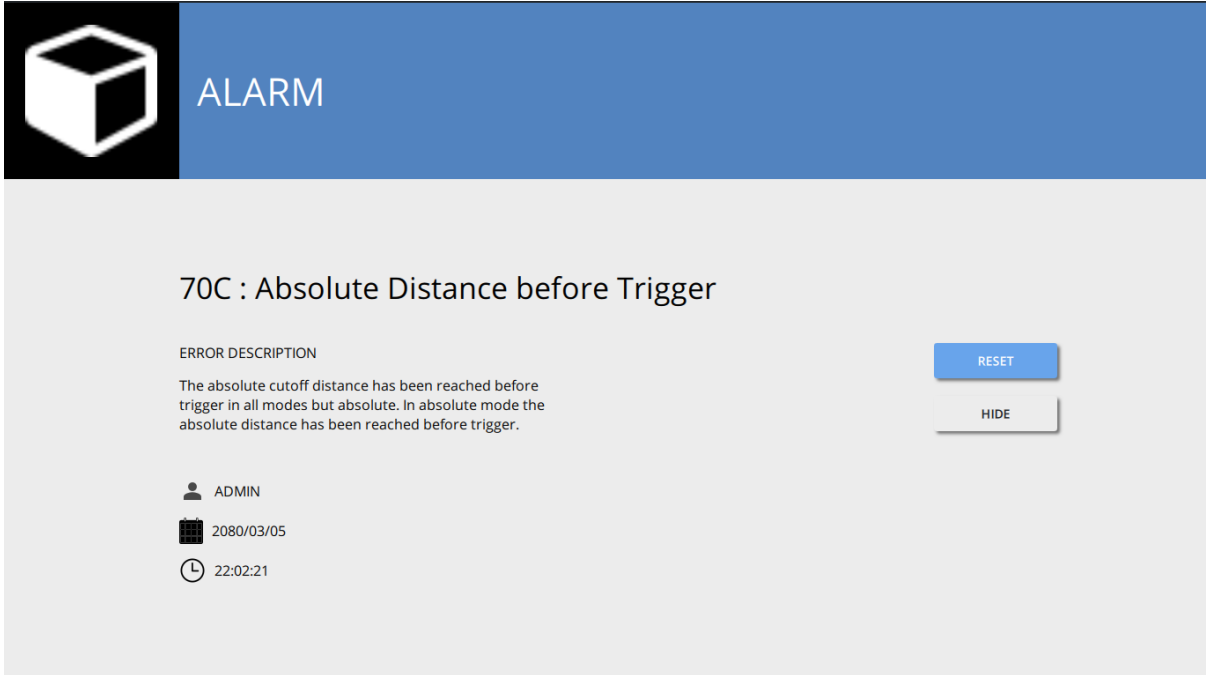 ALARM
70C : Absolute Distance before Trigger
ERROR DESCRIPTION
RESET
The absolute cutoff distance has been reached before
trigger in all modes but absolute. In absolute mode the
absolute distance has been reached before trigger.
HIDE
ADMIN
2080/03/05
22:02:21